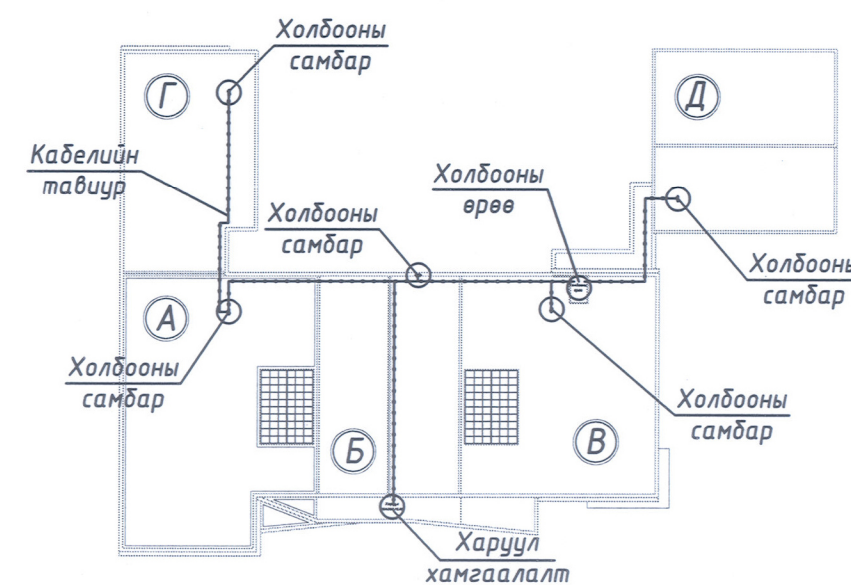 Холбооны
самбар
Г
Д
Кабелийн
тавиур
Холбооны
өрөө
Холбооны
самбар
Холбооны
самбар
А
Холбооны
самбар
Холбооны
самбар
Б
В
Харуул
хамгаалалт